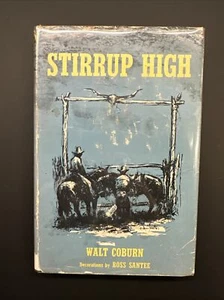 STIRRUP HIGH
WALT COBURN
Decorations by ROSS SANTEE